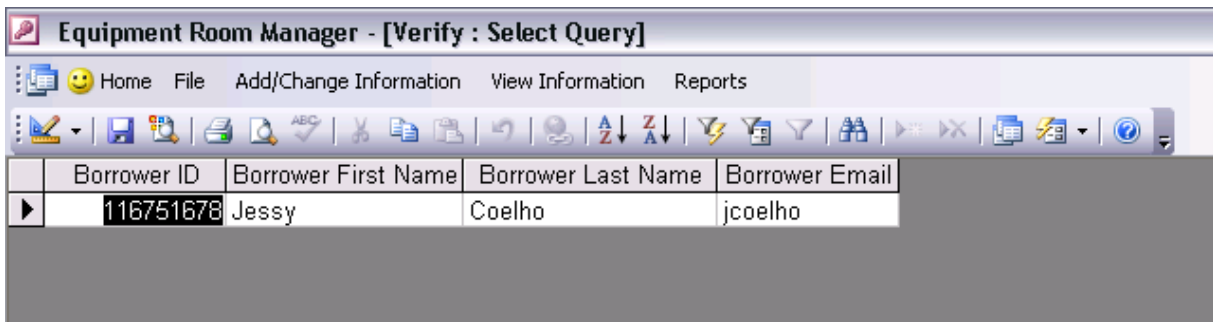 Equipment Room Manager - [Verify : Select Query]
Home File Add/Change Information View Information Reports
ABC A Z Z A
Borrower ID Borrower First Name Borrower Last Name Borrower Email
116751678 Jessy Coelho jcoelho